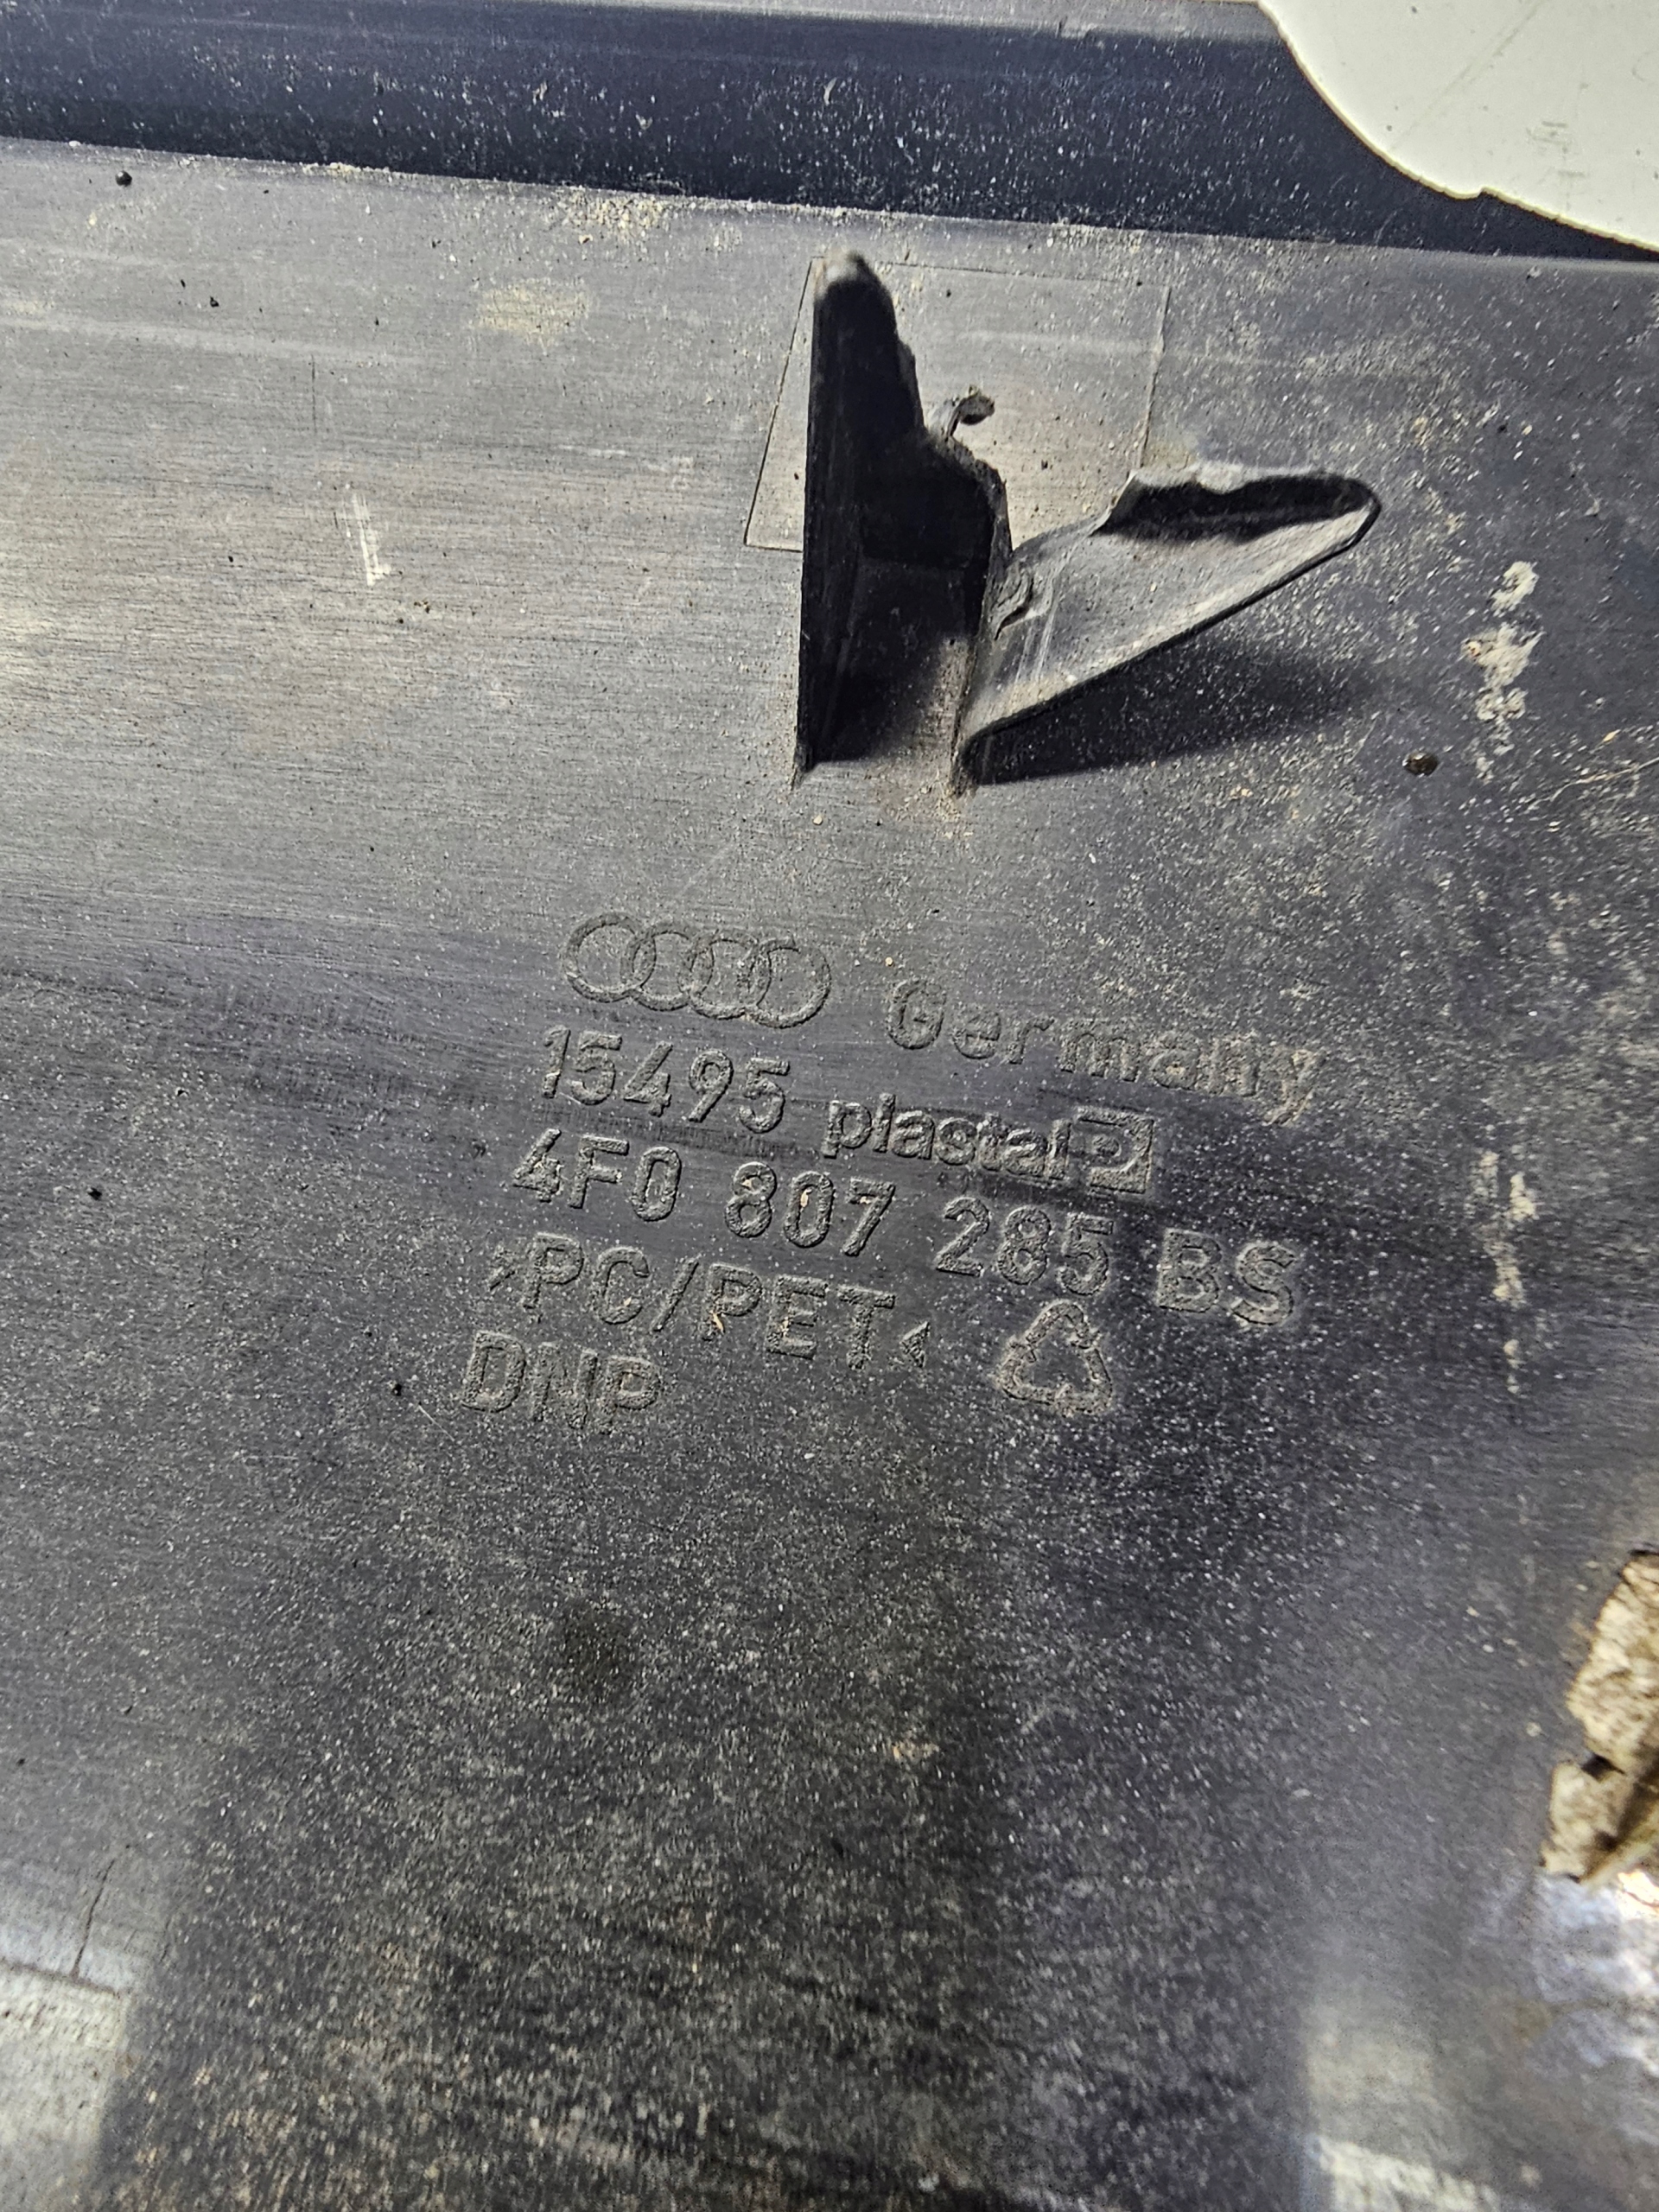 Germany
15495 plastal
4F0 807 285 BS
>PC/PET<
DNP